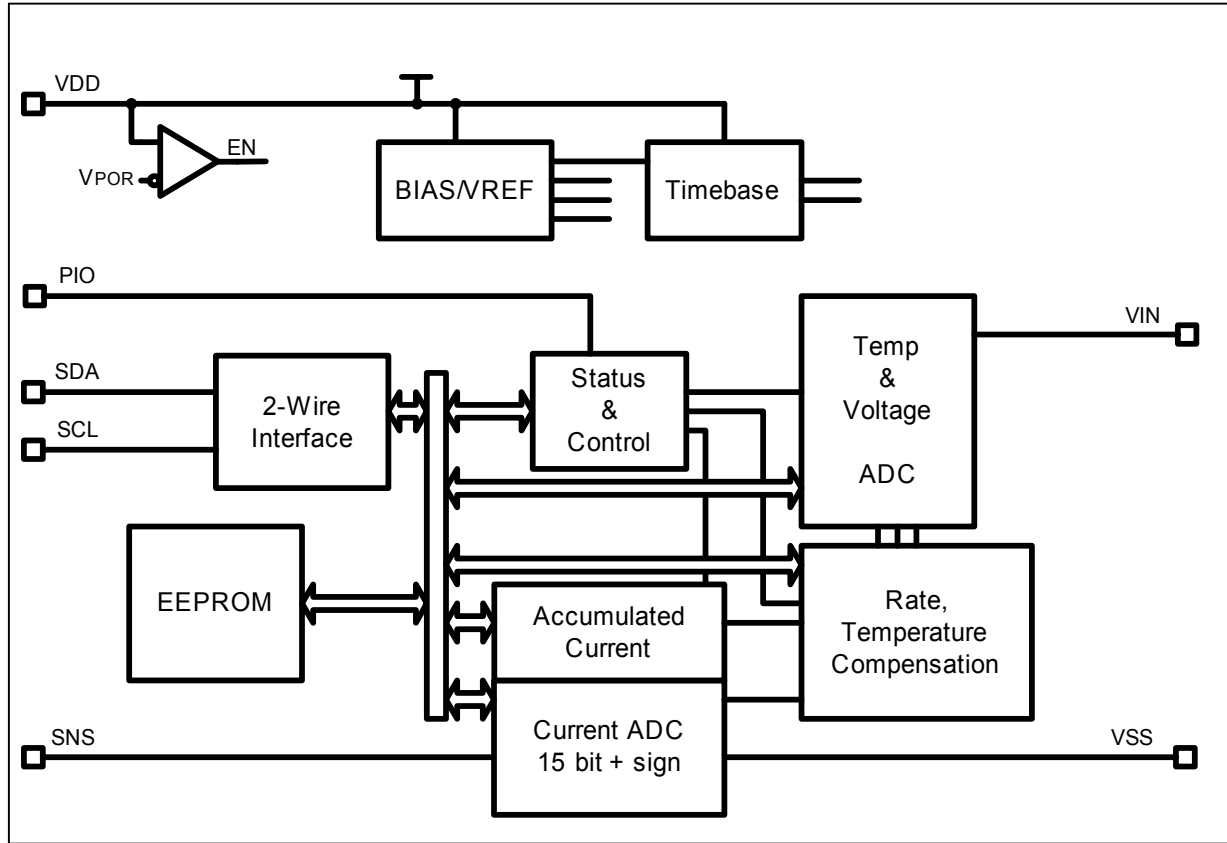 VDD
EN
VPOR
BIAS/VREF
Timebase
PIO
VIN
Temp
&
Voltage
ADC
SDA
SCL
2-Wire
Interface
Status
&
Control
EEPROM
Accumulated
Current
Rate,
Temperature
Compensation
SNS
Current ADC
15 bit + sign
VSS